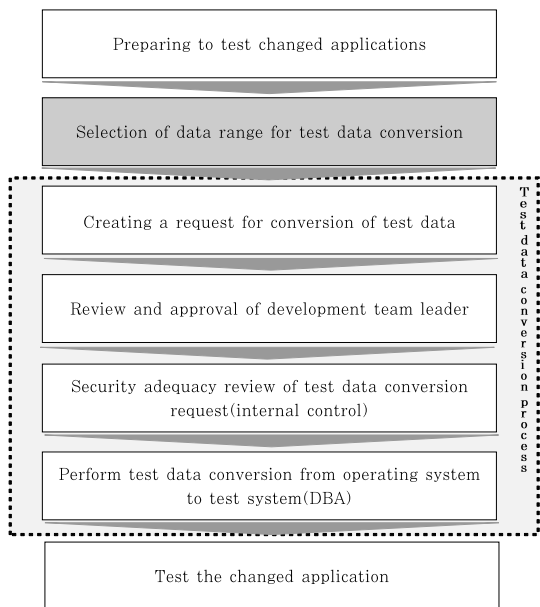 Preparing to test changed applications
Selection of data range for test data conversion
Creating a request for conversion of test data
Review and approval of development team leader
Security adequacy review of test data conversion
request(internal control)
Perform test data conversion from operating system
to test system(DBA)
Test the changed application
Test data conversion process